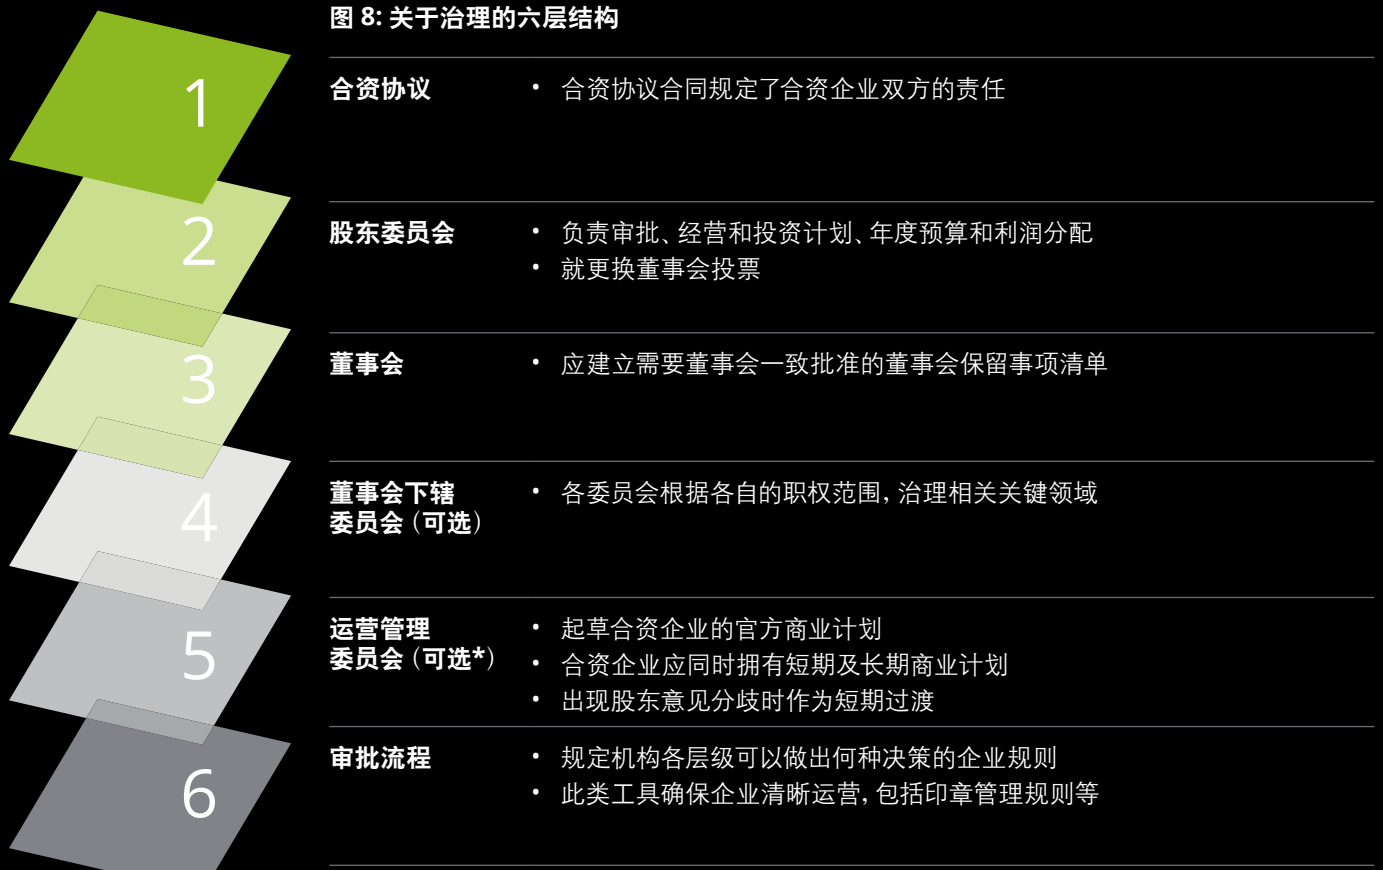 图 8: 关于治理的六层结构
1
合资协议
• 合资协议合同规定了合资企业双方的责任
2
股东委员会
• 负责审批、经营和投资计划、年度预算和利润分配
• 就更换董事会投票
3
董事会
• 应建立需要董事会一致批准的董事会保留事项清单
4
董事会下辖
委员会（可选）
• 各委员会根据各自的职权范围，治理相关关键领域
5
运营管理
委员会（可选*）
• 起草合资企业的官方商业计划
• 合资企业应同时拥有短期及长期商业计划
• 出现股东意见分歧时作为短期过渡
6
审批流程
• 规定机构各层级可以做出何种决策的企业规则
• 此类工具确保企业清晰运营，包括印章管理规则等